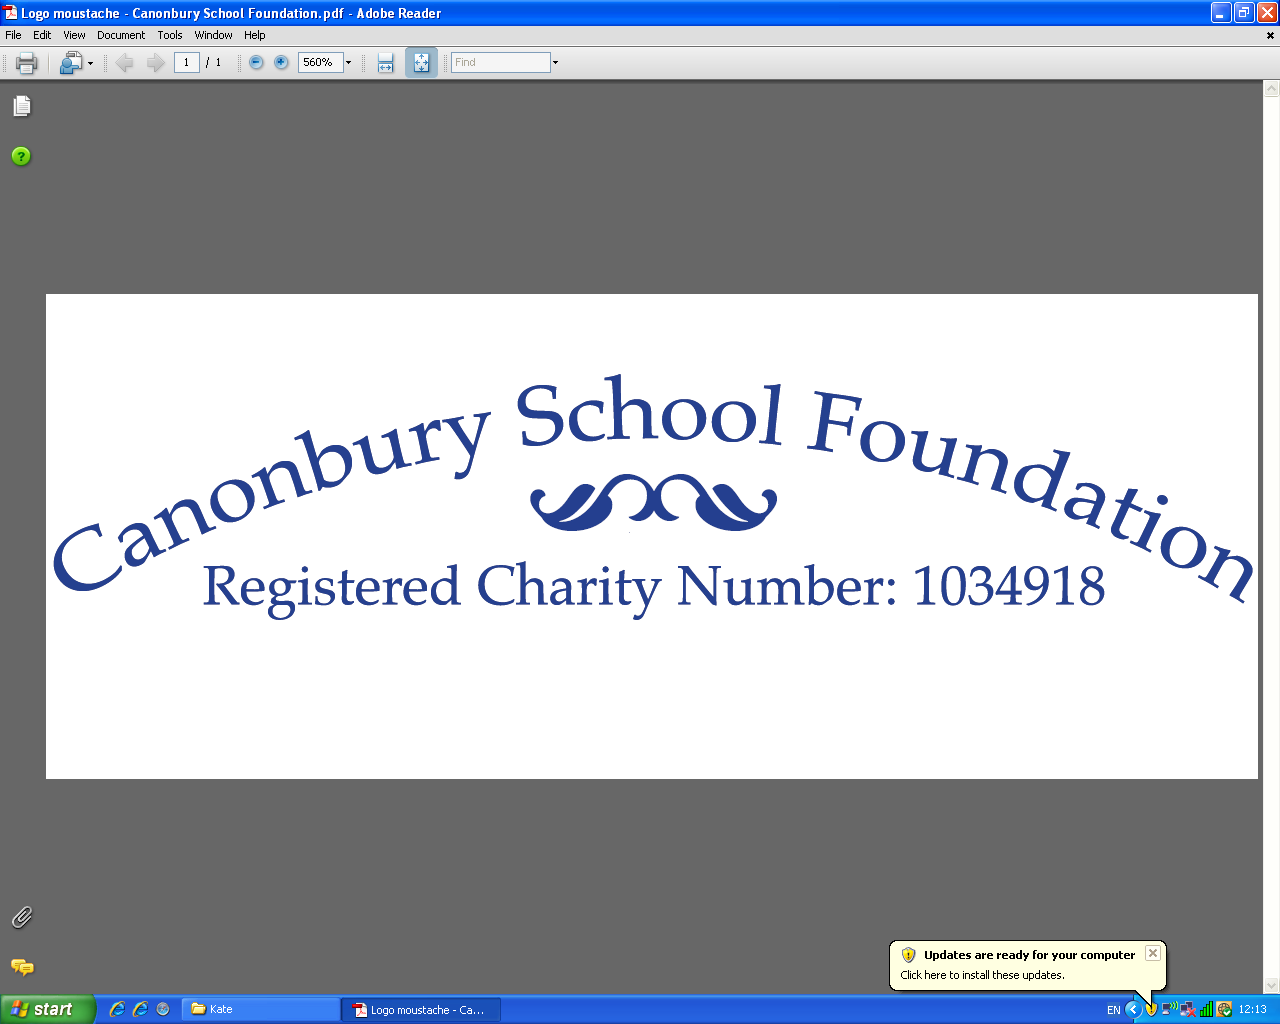 Logo moustache - Canonbury School Foundation.pdf - Adobe Reader
File Edit View Document Tools Window Help
1 / 1 560% Find
Canonbury School Foundation
Registered Charity Number: 1034918
Updates are ready for your computer
Click here to install these updates.
start Kate Logo moustache - Ca... EN 12:13